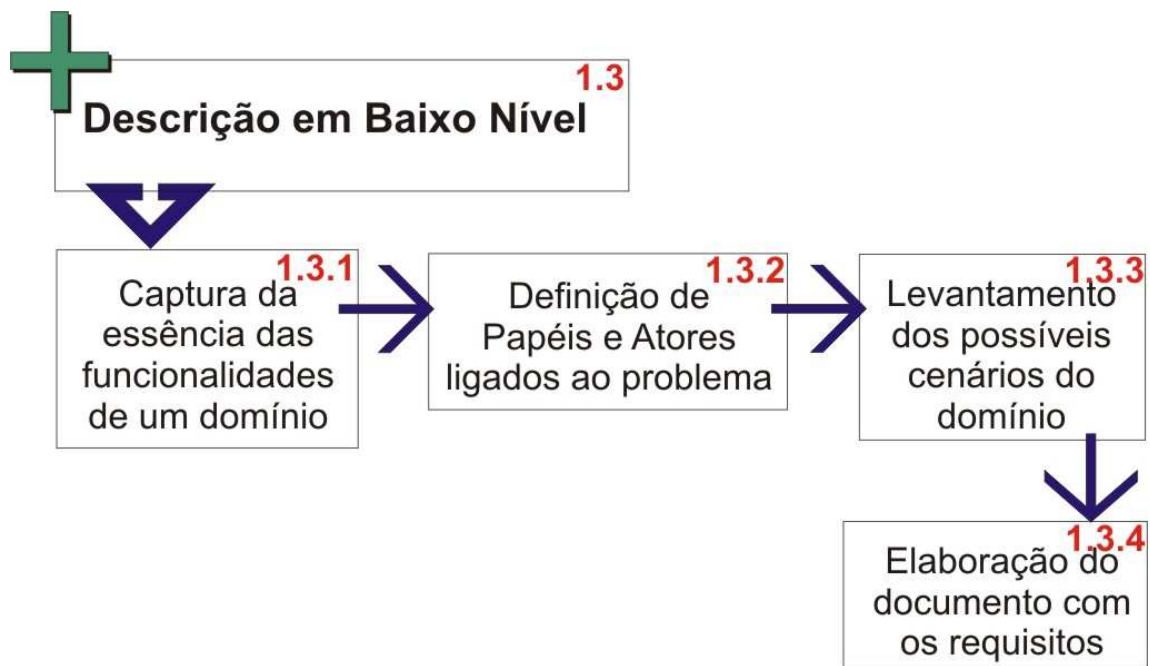 1.3
Descrição em Baixo Nível
1.3.1
Captura da
essência das
funcionalidades
de um domínio
1.3.2
Definição de
Papéis e Atores
ligados ao problema
1.3.3
Levantamento
dos possíveis
cenários do
domínio
1.3.4
Elaboração do
documento com
os requisitos